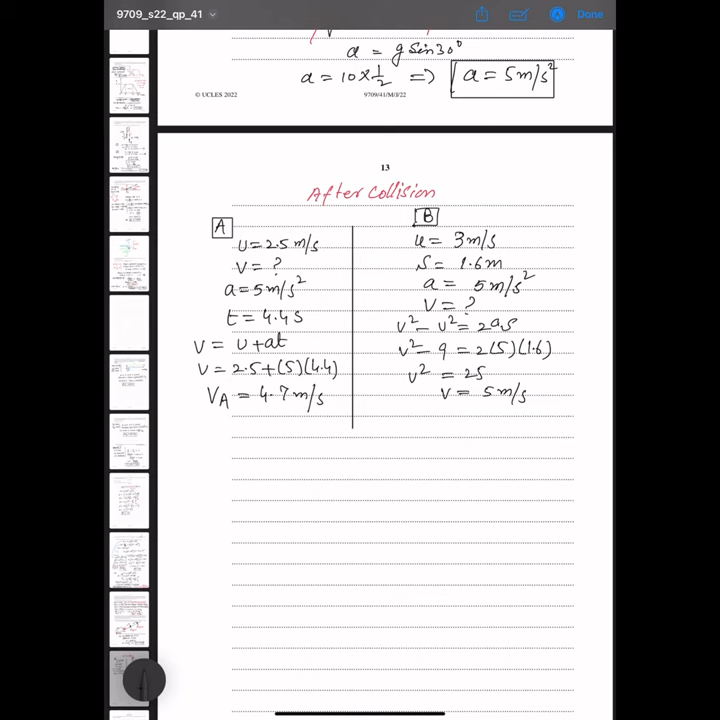 9709_s22_qp_41
Done
a = g Sin30°
a = 10 × 1/2 => a = 5m/s²
© UCLES 2022
9709/41/M/J/22
13
After Collision
A
u = 2.5 m/s
v = ?
a = 5m/s²
t = 4.4s
v = u + at
v = 2.5 + (5)(4.4)
VA = 4.7m/s
B
u = 3m/s
S = 1.6m
a = 5m/s²
v = ?
v² - u² = 2as
v² - 9 = 2(5)(1.6)
v² = 25
v = 5m/s